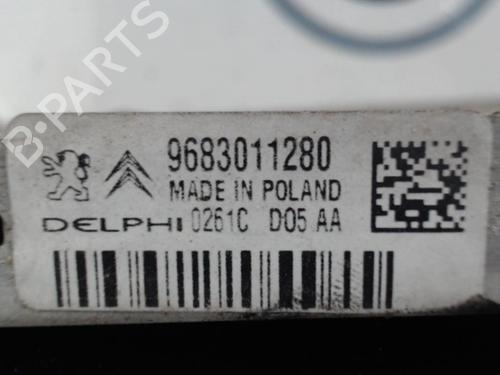 B-PARTS
9683011280
MADE IN POLAND
DELPHI 0261C D05 AA